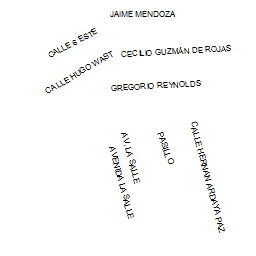 JAIME MENDOZA
CALLE 6 ESTE
CECILIO GUZMÁN DE ROJAS
CALLE HUGO WAST
GREGORIO REYNOLDS
AV. LA SALLE
PASILLO
CALLE HERNAN ARDAYA PAZ
AVENIDA LA SALLE